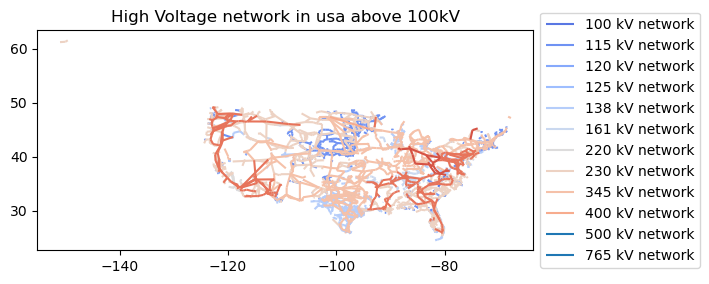 High Voltage network in usa above 100kV
60
50
40
30
−140
−120
−100
−80
100 kV network
115 kV network
120 kV network
125 kV network
138 kV network
161 kV network
220 kV network
230 kV network
345 kV network
400 kV network
500 kV network
765 kV network